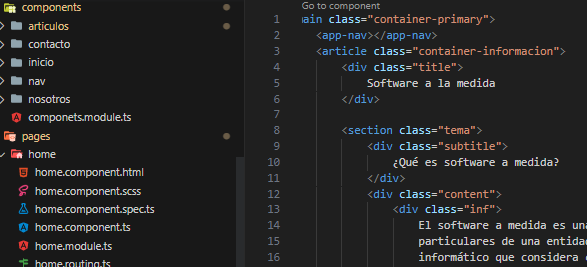 components
articulos
contacto
inicio
nav
nosotros
componets.module.ts
pages
home
home.component.html
home.component.scss
home.component.spec.ts
home.component.ts
home.module.ts
home.routing.ts
Go to component
1 main class="container-primary">
2 <app-nav></app-nav>
3 <article class="container-informacion">
4 <div class="title">
5 Software a la medida
6 </div>
7
8 <section class="tema">
9 <div class="subtitle">
10 ¿Qué es software a medida?
11 </div>
12 <div class="content">
13 <div class="inf">
14 El software a medida es una
15 particulares de una entidad
16 informático que considera